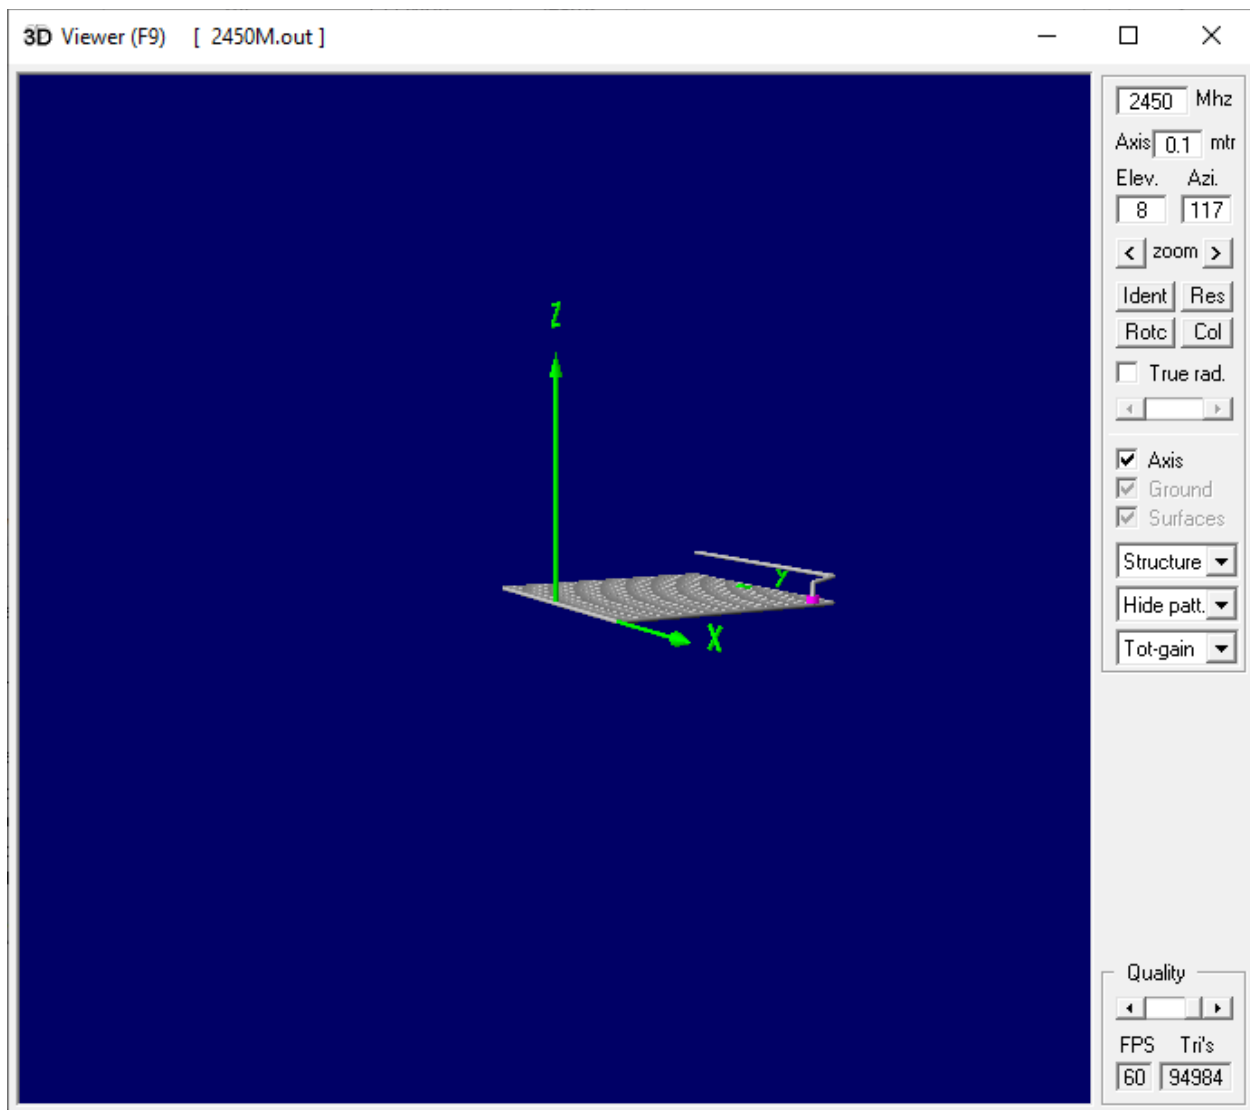 3D Viewer (F9) [ 2450M.out ]
2450 Mhz
Axis 0.1 mtr
Elev. Azi.
8 117
< zoom >
Ident Res
Rotc Col
True rad.
Axis
Ground
Surfaces
Structure
Hide patt.
Tot-gain
Z
y
X
Quality
FPS Tri's
60 94984